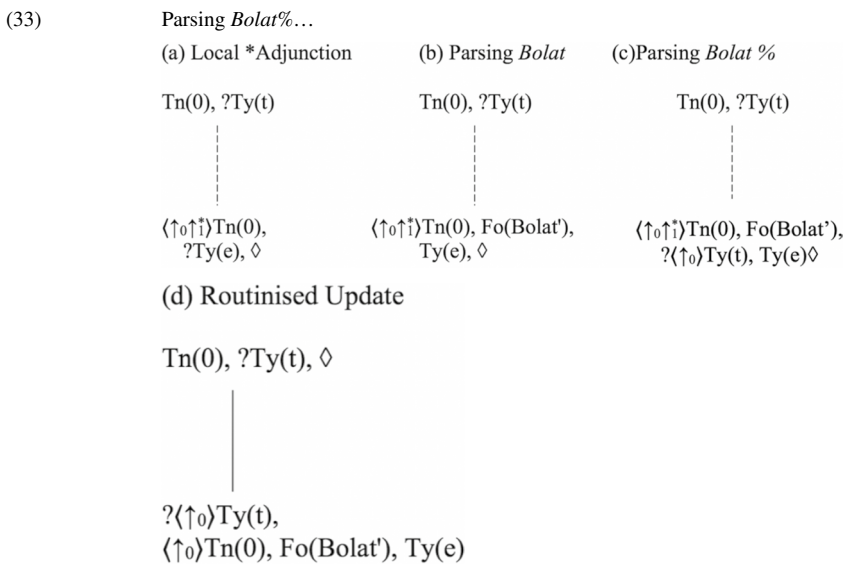 (33) Parsing Bolat%…
(a) Local *Adjunction (b) Parsing Bolat (c)Parsing Bolat %
Tn(0), ?Ty(t) Tn(0), ?Ty(t) Tn(0), ?Ty(t)
⟨↑₀↑₁*⟩Tn(0), ⟨↑₀↑₁*⟩Tn(0), Fo(Bolat'), ⟨↑₀↑₁*⟩Tn(0), Fo(Bolat’),
?Ty(e), ◊ Ty(e), ◊ ?⟨↑₀⟩Ty(t), Ty(e)◊
(d) Routinised Update
Tn(0), ?Ty(t), ◊
?⟨↑₀⟩Ty(t),
⟨↑₀⟩Tn(0), Fo(Bolat'), Ty(e)